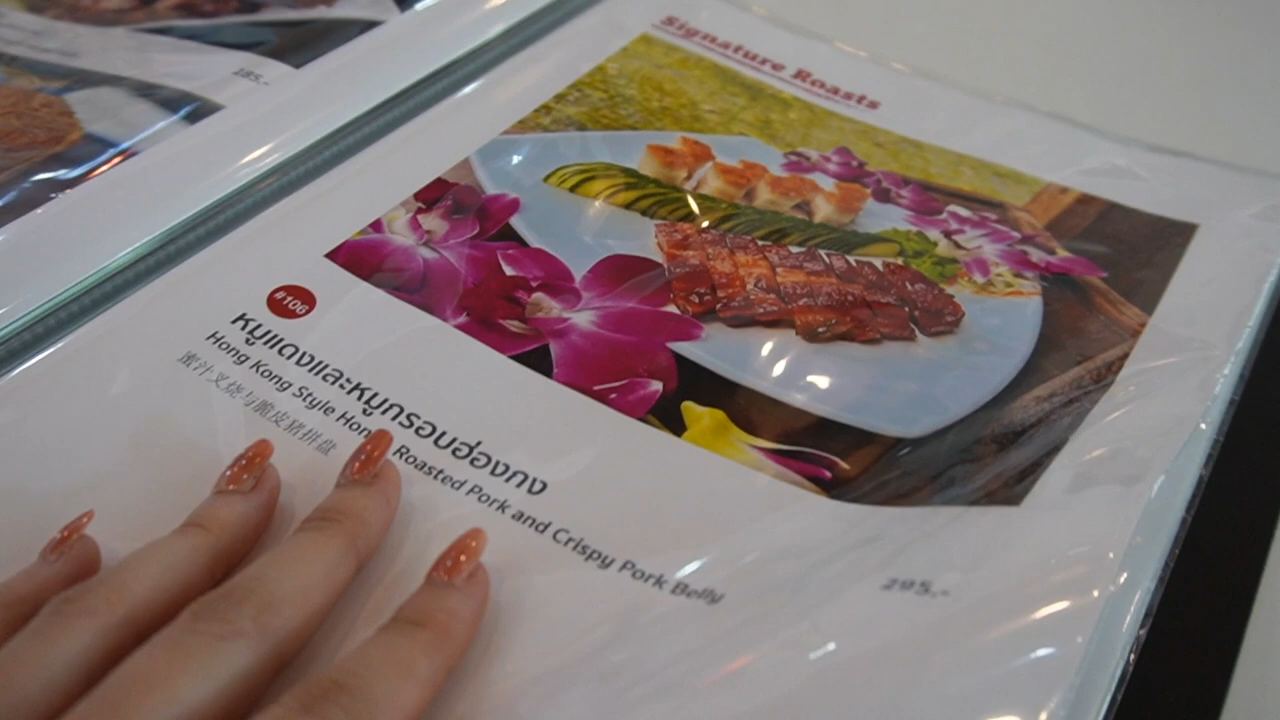 185.-
Signature Roasts
#106
หมูแดงและหมูกรอบฮ่องกง
Hong Kong Style Hon Roasted Pork and Crispy Pork Belly
蜜汁叉烧与脆皮猪拼盘
295.-